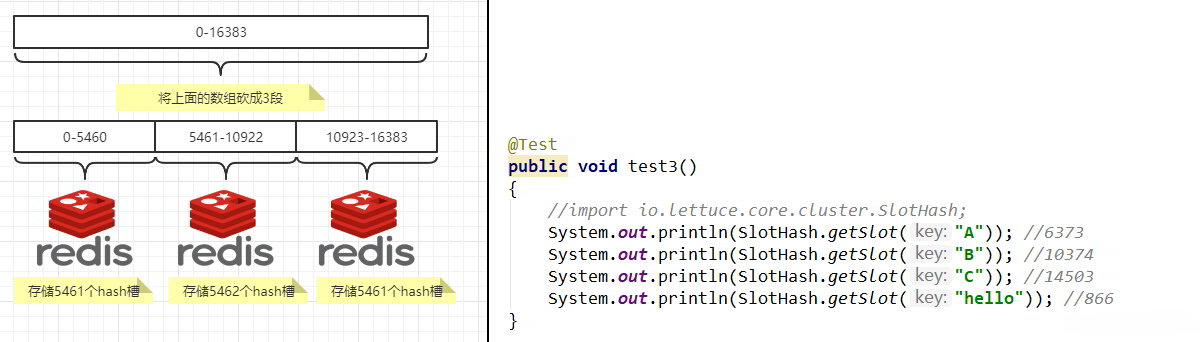 0-16383
将上面的数组砍成3段
0-5460 5461-10922 10923-16383
redis redis redis
存储5461个hash槽 存储5462个hash槽 存储5461个hash槽
@Test
public void test3()
{
//import io.lettuce.core.cluster.SlotHash;
System.out.println(SlotHash.getSlot( key: "A")); //6373
System.out.println(SlotHash.getSlot( key: "B")); //10374
System.out.println(SlotHash.getSlot( key: "C")); //14503
System.out.println(SlotHash.getSlot( key: "hello")); //866
}